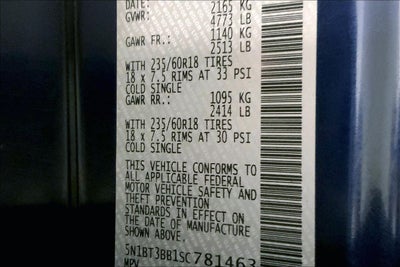 DATE: 2165 KG
GVWR: 4773 LB
1140 KG
GAWR FR.: 2513 LB
WITH 235/60R18 TIRES
18 x 7.5 RIMS AT 33 PSI
COLD SINGLE
GAWR RR.: 1095 KG
2414 LB
WITH 235/60R18 TIRES
18 x 7.5 RIMS AT 30 PSI
COLD SINGLE
THIS VEHICLE CONFORMS TO
ALL APPLICABLE FEDERAL
MOTOR VEHICLE SAFETY AND
THEFT PREVENTION
STANDARDS IN EFFECT ON
THE DATE OF MANUFACTURE
SHOWN ABOVE.
5N1BT3BB1SC781463
MPV